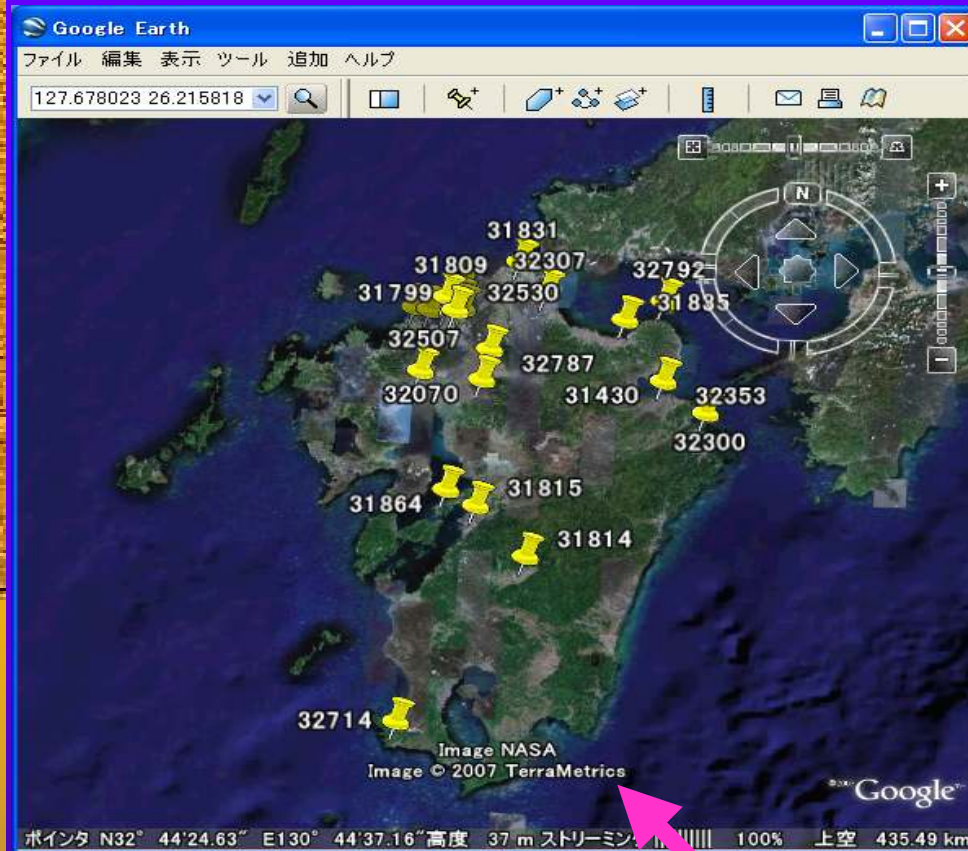 Google Earth
ファイル 編集 表示 ツール 追加 ヘルプ
127.678023 26.215818
N
31831
31809 32307 32792
31799 32530 31835
32507
32787
32070 31430 32353
32300
31864 31815
31814
32714
Image NASA
Image © 2007 TerraMetrics
Google
ポインタ N32° 44'24.63″ E130° 44'37.16″ 高度 37 m ストリーミング |||||||||| 100% 上空 435.49 km